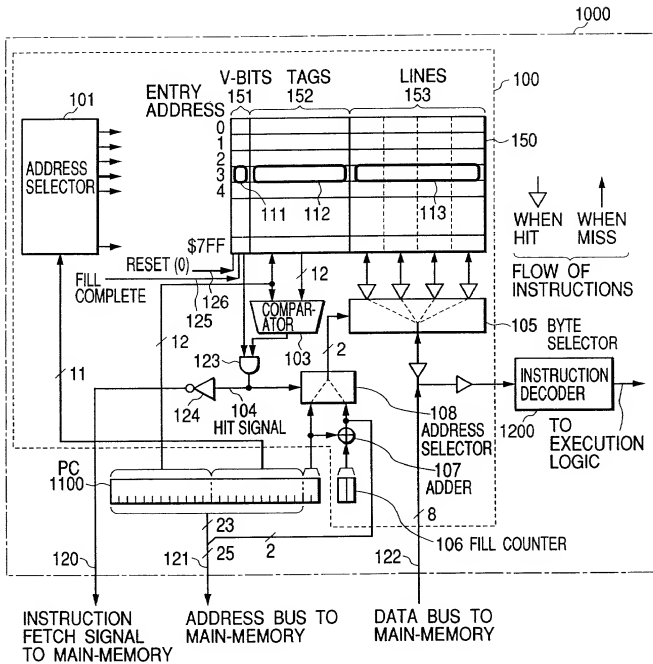 1000
V-BITS TAGS LINES
151 152 153
100
101
ENTRY
ADDRESS
0
1
2
3
4
$7FF
150
ADDRESS
SELECTOR
111 112 113
WHEN
HIT
WHEN
MISS
FLOW OF
INSTRUCTIONS
RESET (0)
FILL
COMPLETE
126
125
12
COMPAR-
ATOR
103
105 BYTE
SELECTOR
12
2
11
123
124
104
HIT SIGNAL
108
ADDRESS
SELECTOR
INSTRUCTION
DECODER
1200
TO
EXECUTION
LOGIC
PC
1100
107
ADDER
106 FILL COUNTER
8
23
25
2
120
121
122
INSTRUCTION
FETCH SIGNAL
TO MAIN-MEMORY
ADDRESS BUS TO
MAIN-MEMORY
DATA BUS TO
MAIN-MEMORY